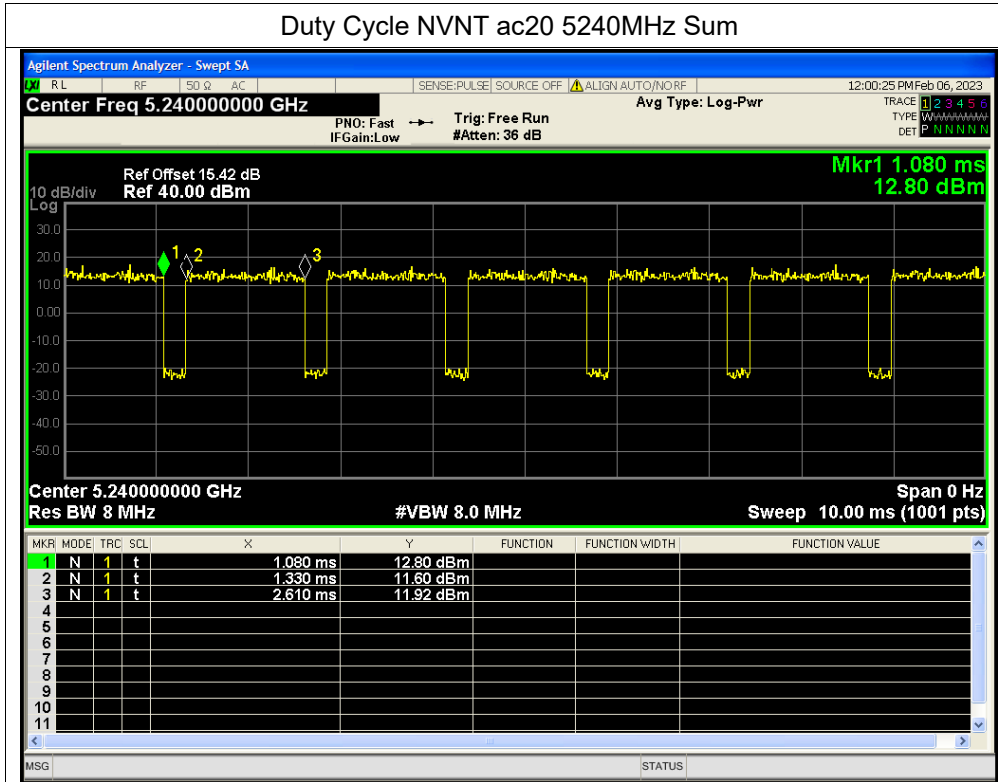 Duty Cycle NVNT ac20 5240MHz Sum
Agilent Spectrum Analyzer - Swept SA
LXI RL RF 50 Ω AC SENSE:PULSE SOURCE OFF ALIGN AUTO/NO RF 12:00:25 PM Feb 06, 2023
Center Freq 5.240000000 GHz Avg Type: Log-Pwr TRACE 1 2 3 4 5 6
PNO: Fast Trig: Free Run TYPE W
IFGain:Low #Atten: 36 dB DET P N N N N N
Mkr1 1.080 ms
Ref Offset 15.42 dB
10 dB/div Ref 40.00 dBm 12.80 dBm
Log
30.0
20.0
10.0
0.00
-10.0
-20.0
-30.0
-40.0
-50.0
1 2 3
Center 5.240000000 GHz Span 0 Hz
Res BW 8 MHz #VBW 8.0 MHz Sweep 10.00 ms (1001 pts)
MKR MODE TRC SCL X Y FUNCTION FUNCTION WIDTH FUNCTION VALUE
1 N 1 t 1.080 ms 12.80 dBm
2 N 1 t 1.330 ms 11.60 dBm
3 N 1 t 2.610 ms 11.92 dBm
4
5
6
7
8
9
10
11
MSG STATUS